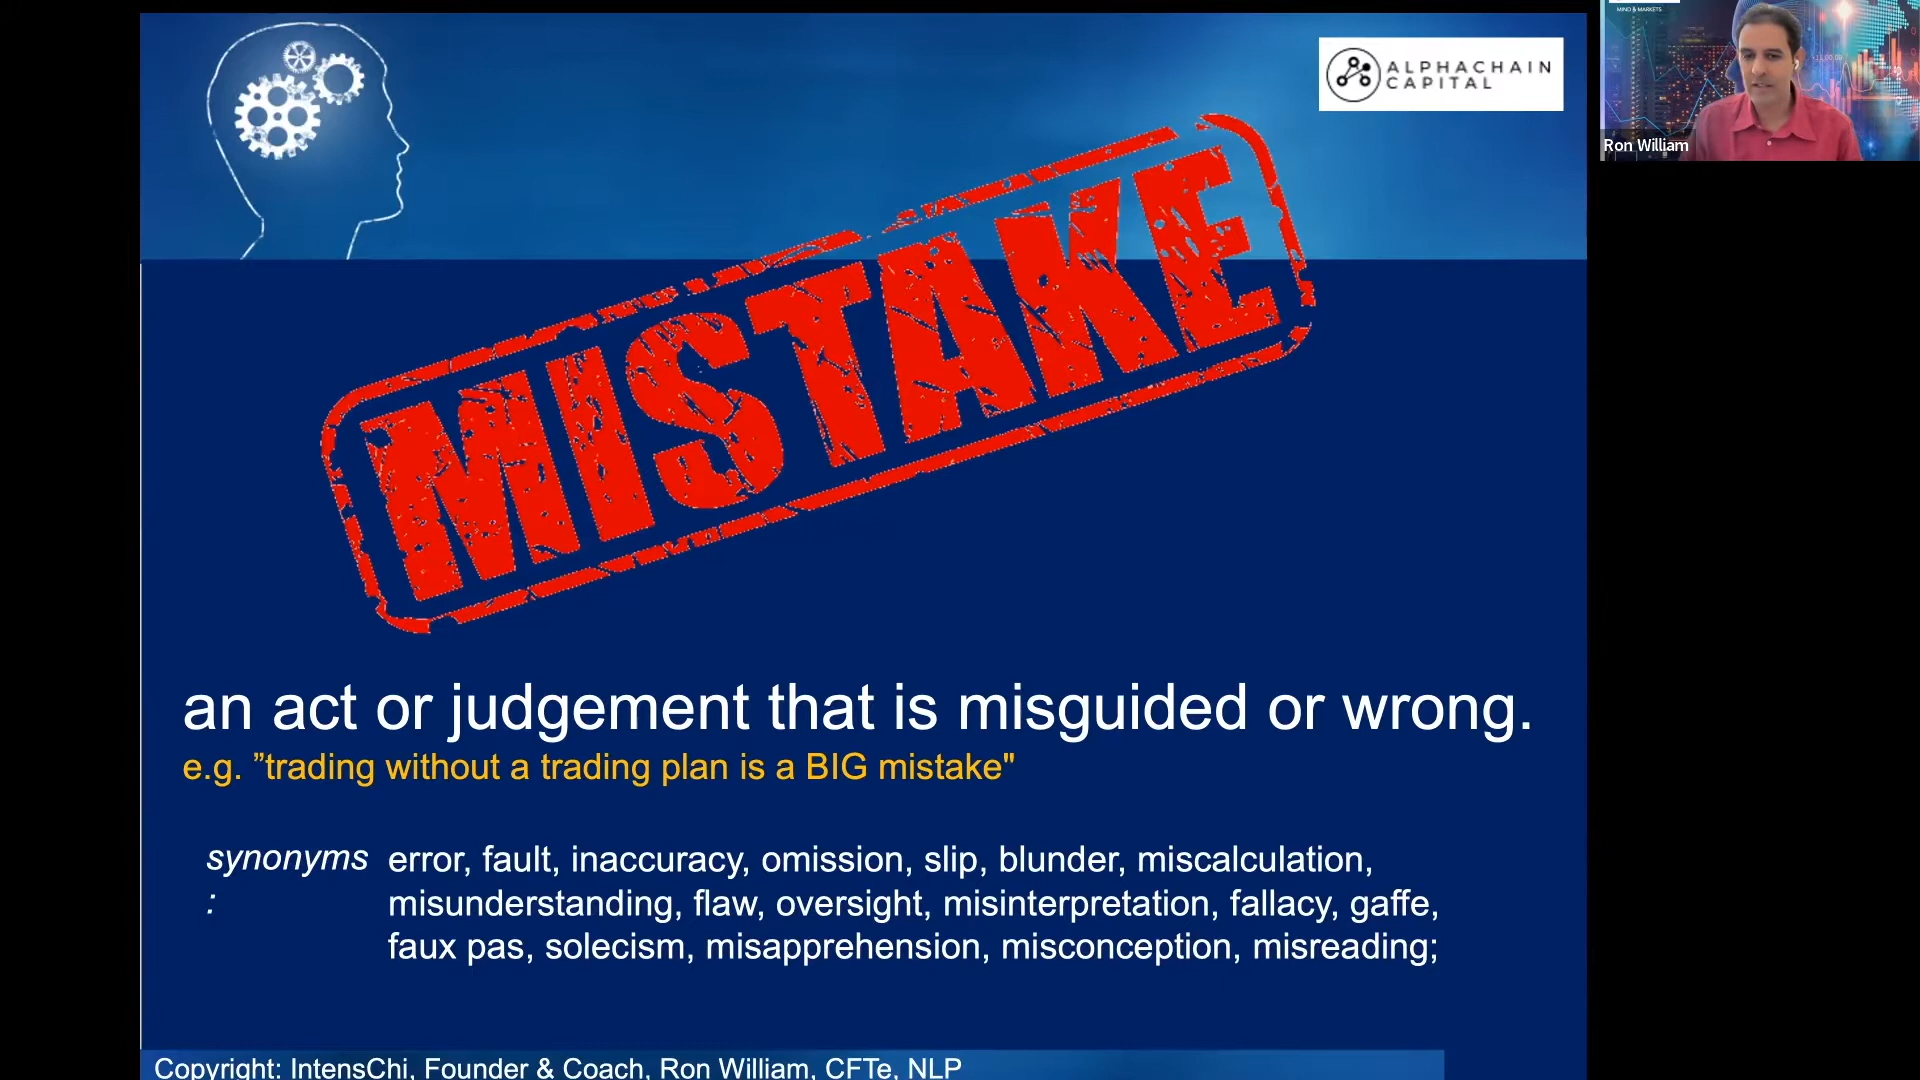 ALPHACHAIN
CAPITAL
MIND & MARKETS
Ron William
MISTAKE
an act or judgement that is misguided or wrong.
e.g. ”trading without a trading plan is a BIG mistake"
synonyms
:
error, fault, inaccuracy, omission, slip, blunder, miscalculation,
misunderstanding, flaw, oversight, misinterpretation, fallacy, gaffe,
faux pas, solecism, misapprehension, misconception, misreading;
Copyright: IntensChi, Founder & Coach, Ron William, CFTe, NLP